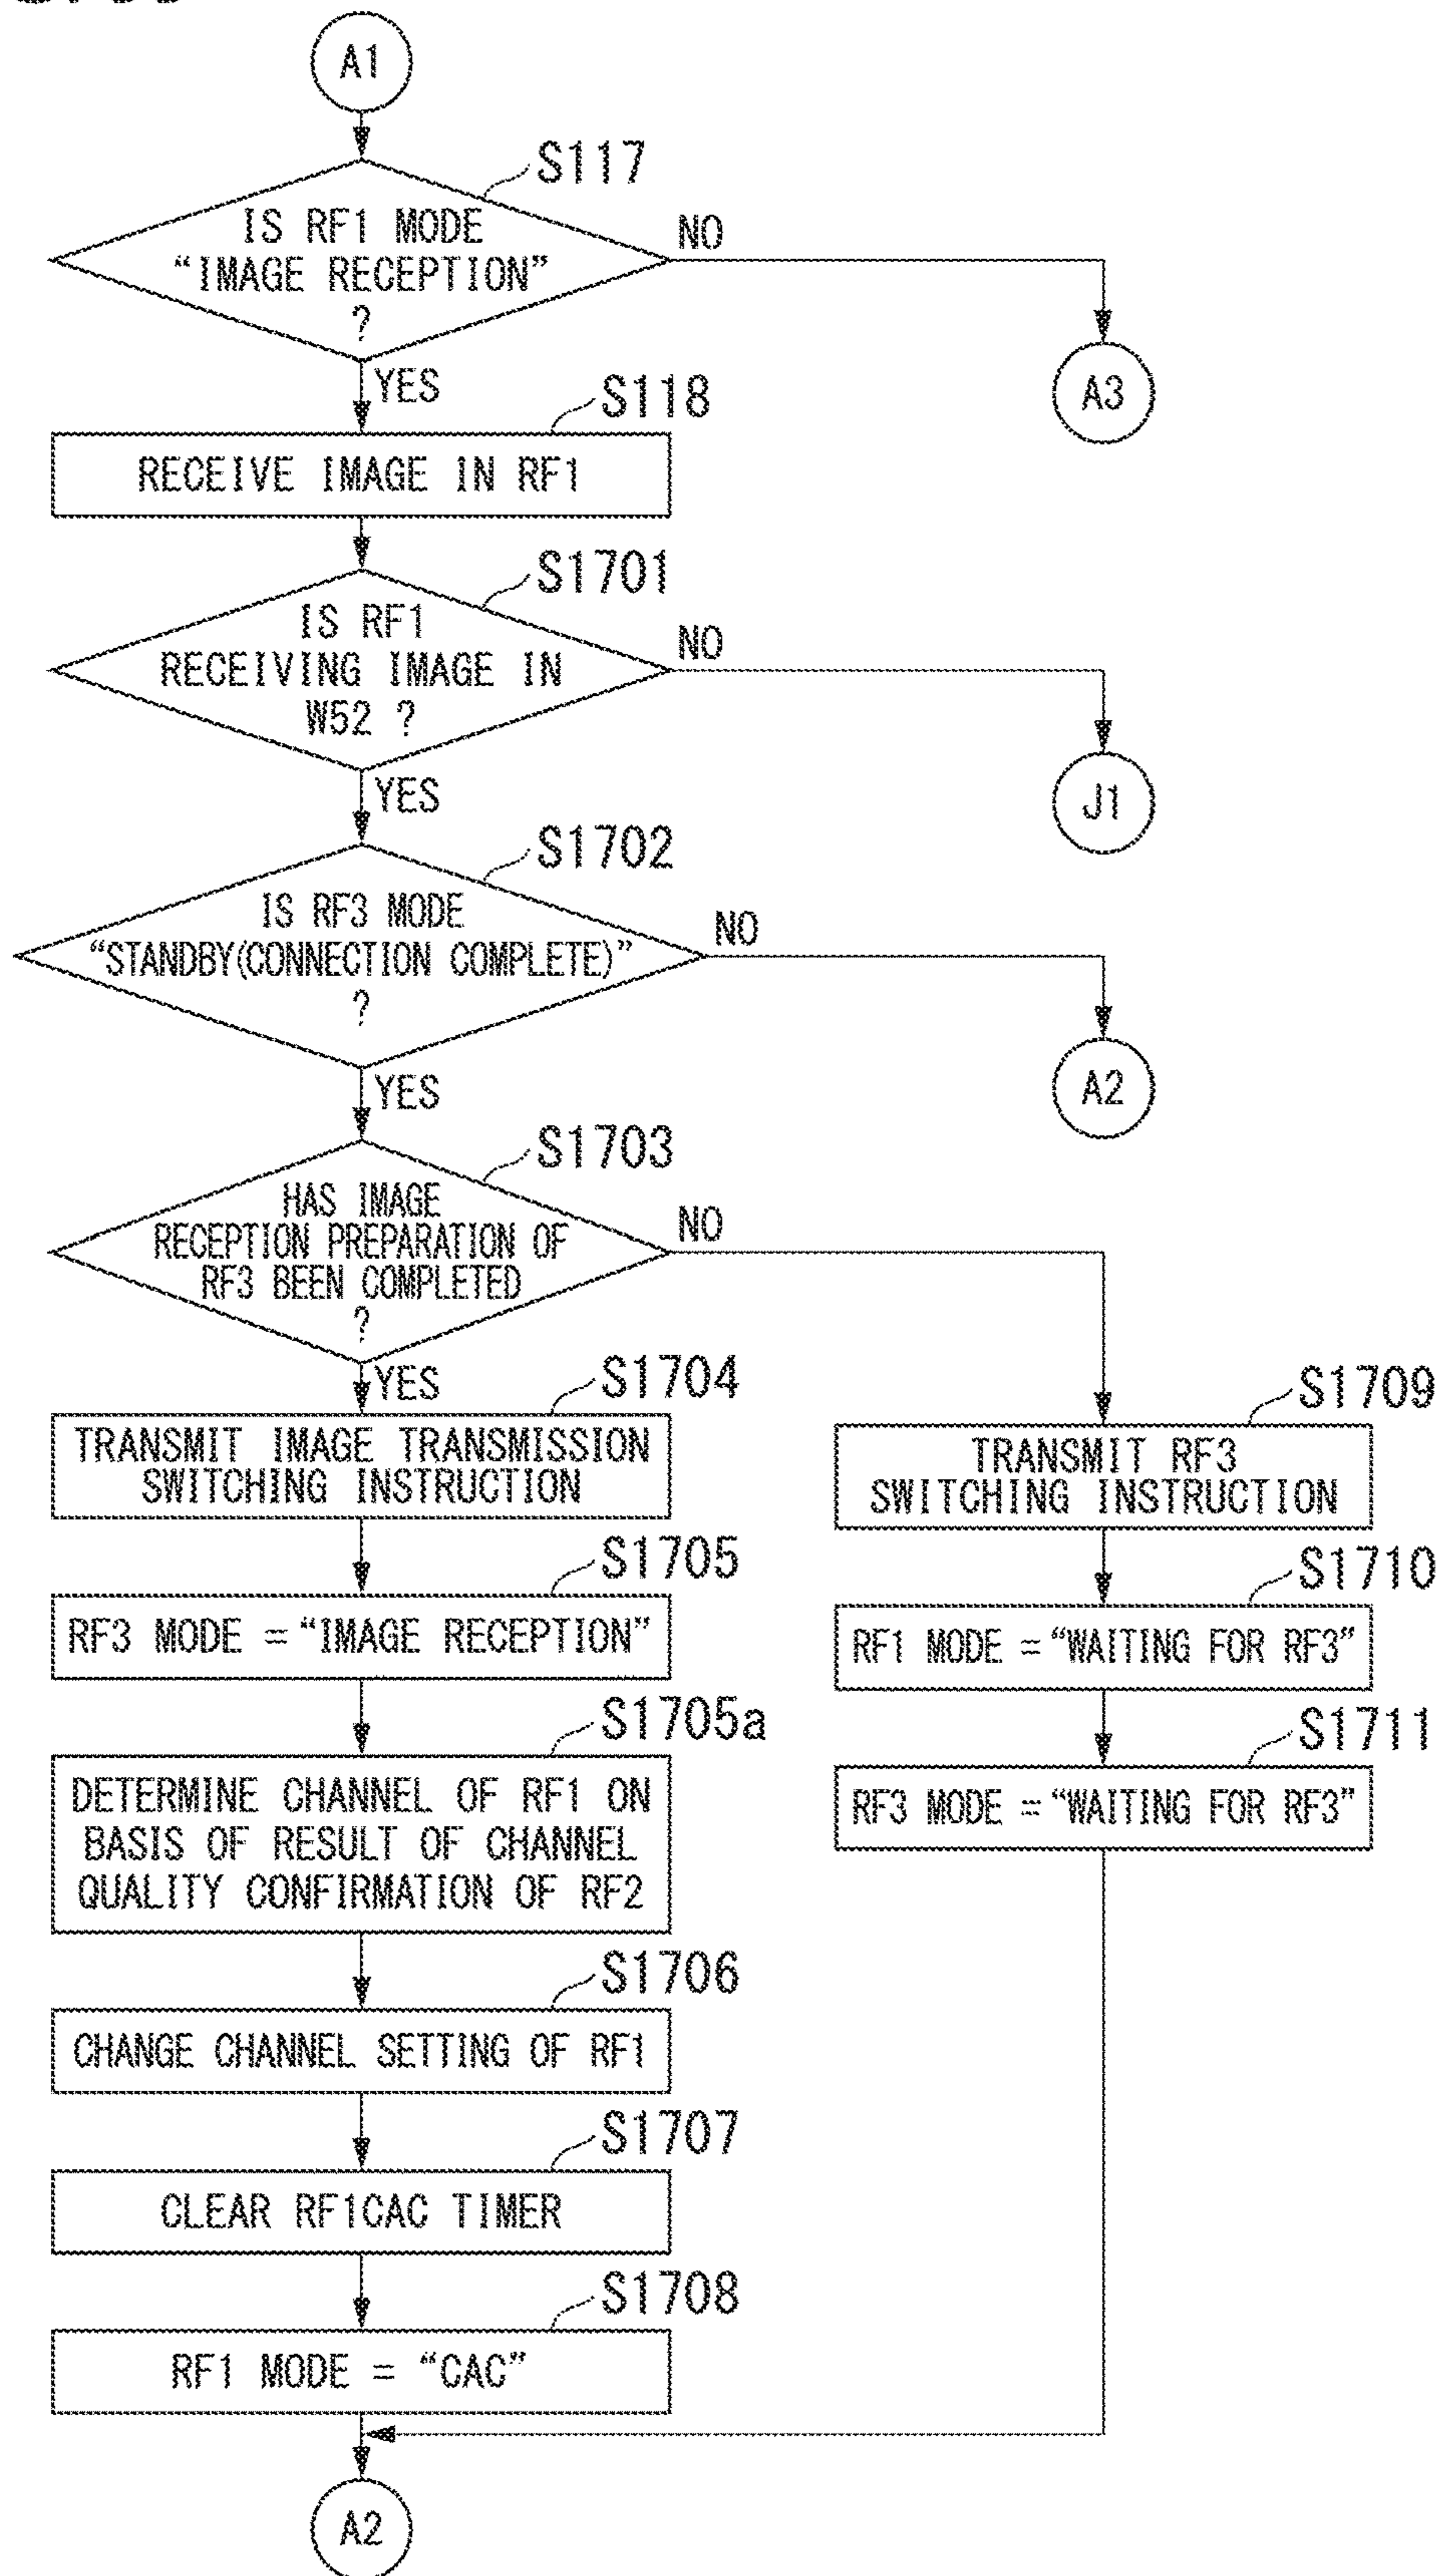 A1
S117
IS RF1 MODE
“IMAGE RECEPTION”
?
NO
A3
YES
S118
RECEIVE IMAGE IN RF1
S1701
IS RF1
RECEIVING IMAGE IN
W52 ?
NO
J1
YES
S1702
IS RF3 MODE
“STANDBY(CONNECTION COMPLETE)”
?
NO
A2
YES
S1703
HAS IMAGE
RECEPTION PREPARATION OF
RF3 BEEN COMPLETED
?
NO
YES
S1704
TRANSMIT IMAGE TRANSMISSION
SWITCHING INSTRUCTION
S1705
RF3 MODE =“IMAGE RECEPTION”
S1705a
DETERMINE CHANNEL OF RF1 ON
BASIS OF RESULT OF CHANNEL
QUALITY CONFIRMATION OF RF2
S1706
CHANGE CHANNEL SETTING OF RF1
S1707
CLEAR RF1CAC TIMER
S1708
RF1 MODE = “CAC”
S1709
TRANSMIT RF3
SWITCHING INSTRUCTION
S1710
RF1 MODE =“WAITING FOR RF3”
S1711
RF3 MODE =“WAITING FOR RF3”
A2